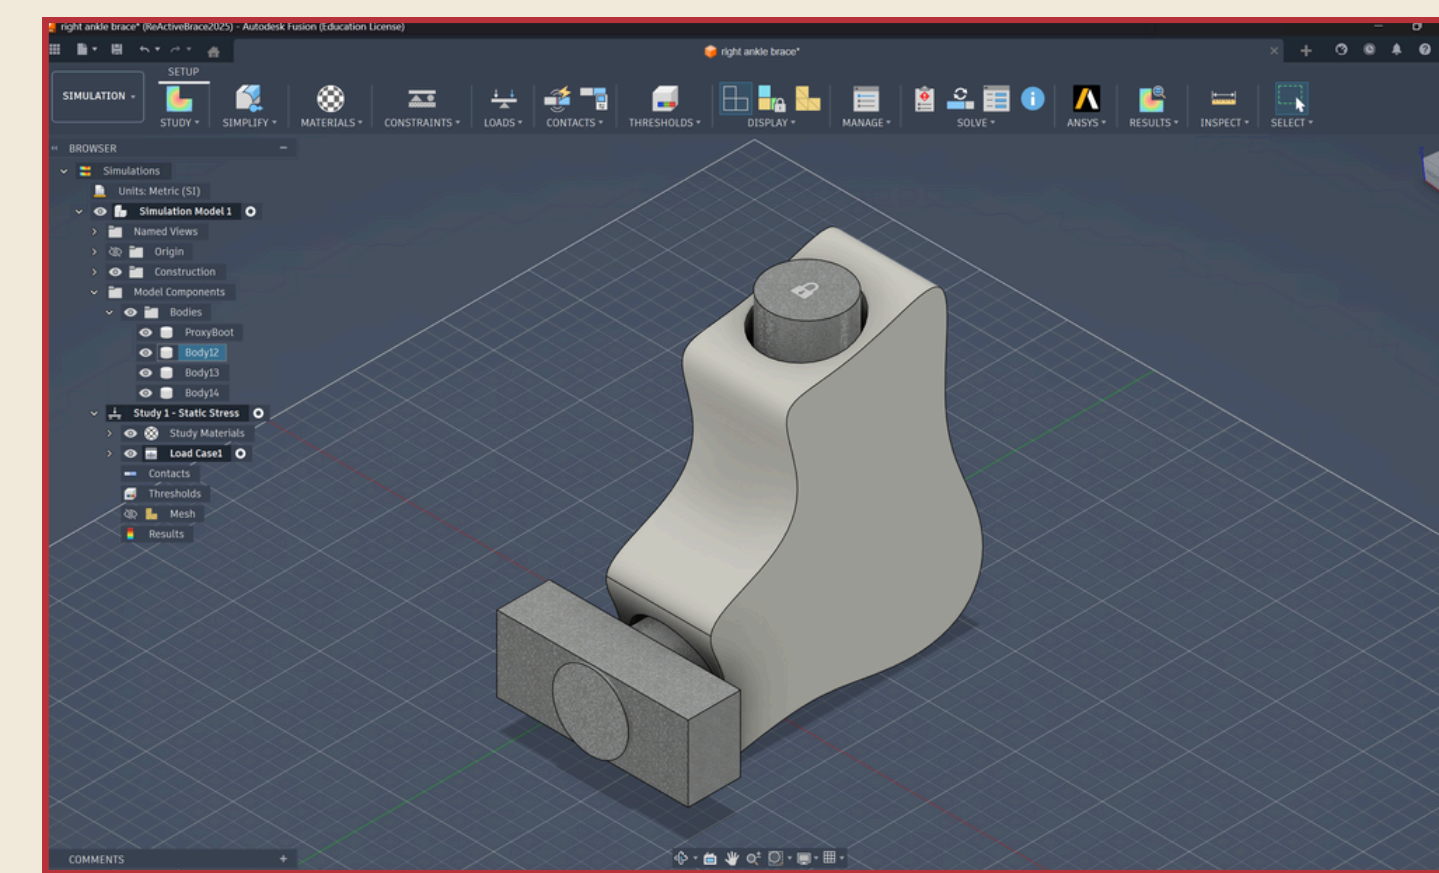 right ankle brace* (ReActiveBrace2025) - Autodesk Fusion (Education License)
right ankle brace*
SETUP
SIMULATION
STUDY
SIMPLIFY
MATERIALS
CONSTRAINTS
LOADS
CONTACTS
THRESHOLDS
DISPLAY
MANAGE
SOLVE
ANSYS
RESULTS
INSPECT
SELECT
BROWSER
Simulations
Units: Metric (SI)
Simulation Model 1
Named Views
Origin
Construction
Model Components
Bodies
ProxyBoot
Body12
Body13
Body14
Study 1 - Static Stress
Study Materials
Load Case1
Contacts
Thresholds
Mesh
Results
COMMENTS